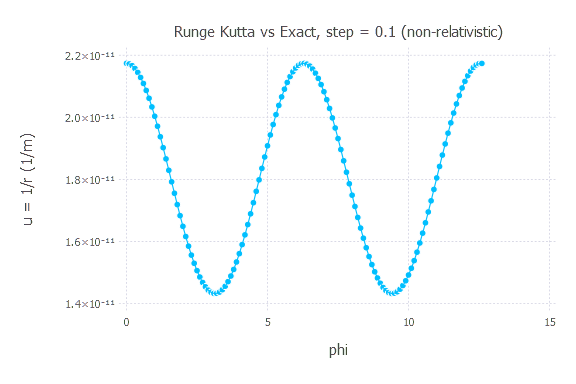 Runge Kutta vs Exact, step = 0.1 (non-relativistic)
u = 1/r (1/m)
2.2×10⁻¹¹
2.0×10⁻¹¹
1.8×10⁻¹¹
1.6×10⁻¹¹
1.4×10⁻¹¹
0 5 10 15
phi